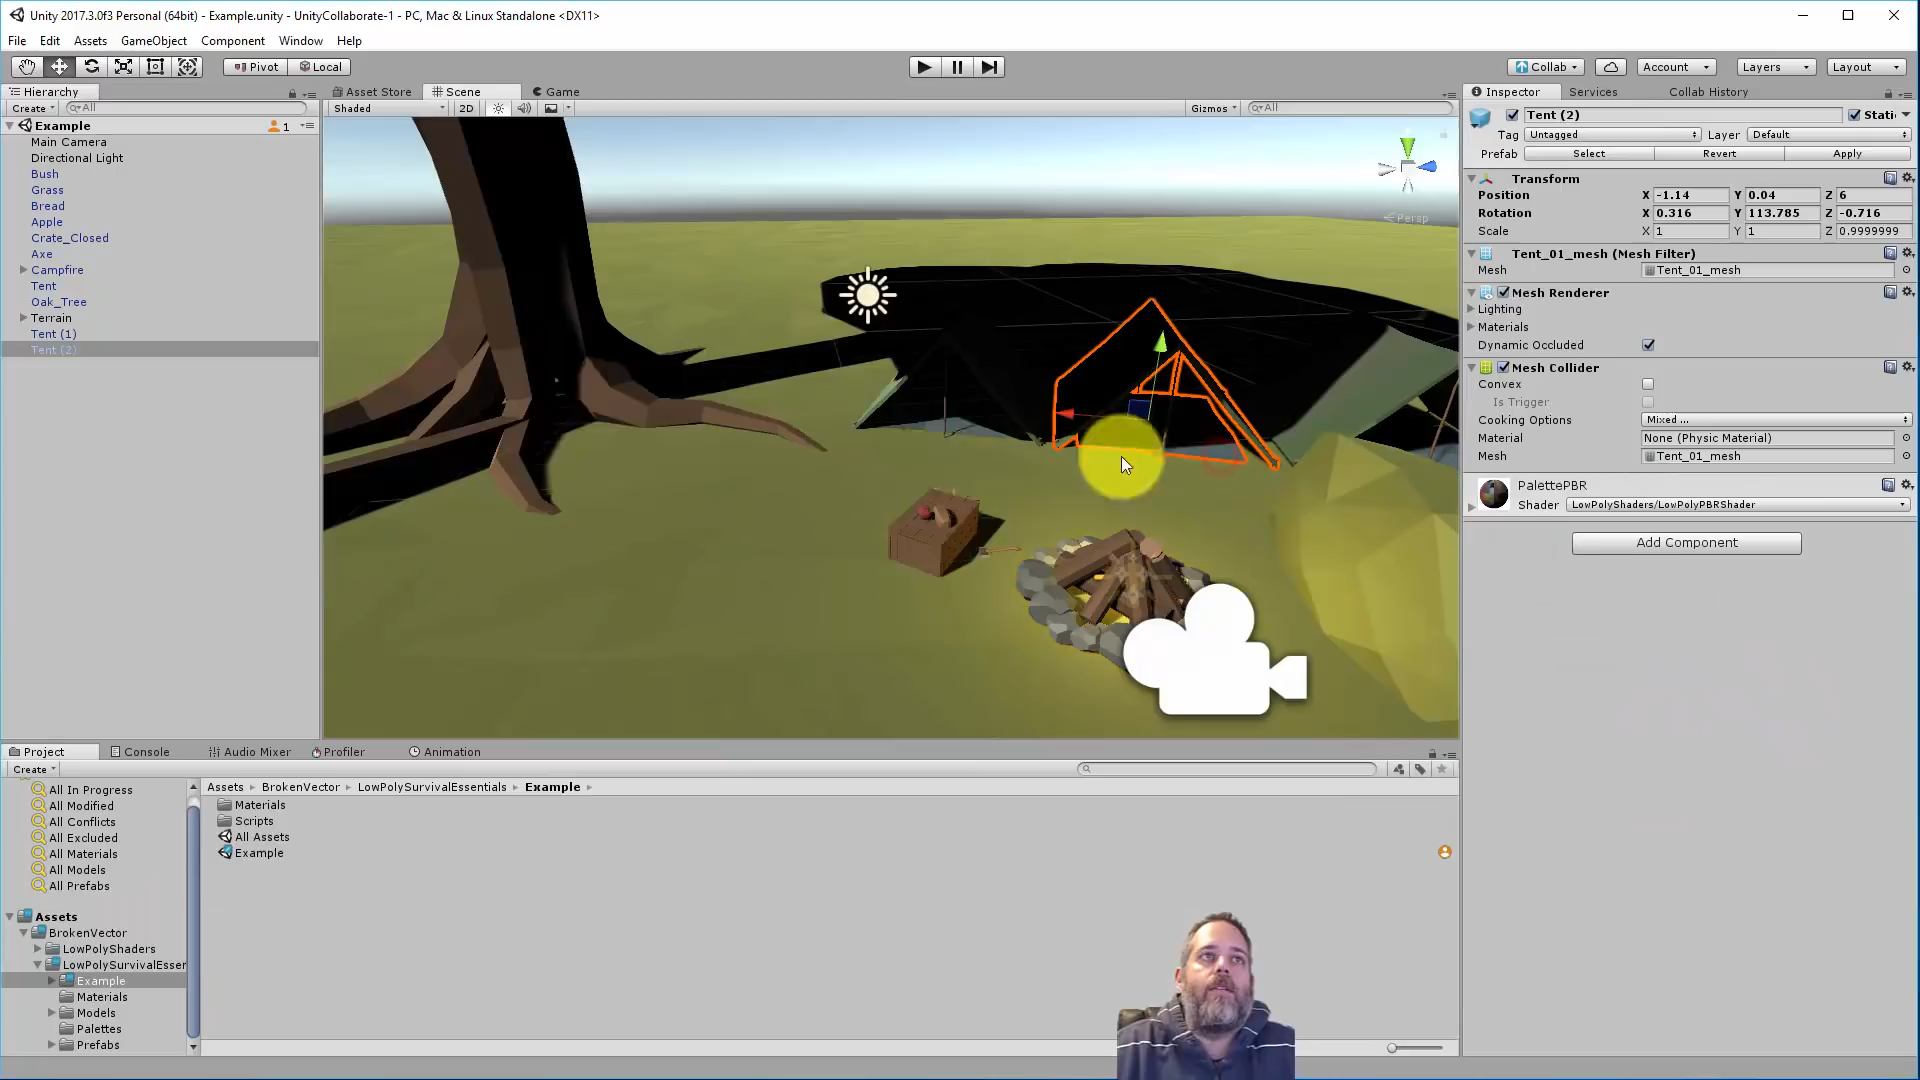 Unity 2017.3.0f3 Personal (64bit) - Example.unity - UnityCollaborate-1 - PC, Mac & Linux Standalone <DX11>
File Edit Assets GameObject Component Window Help
Pivot Local Collab Account Layers Layout
Hierarchy Asset Store Scene Game Inspector Services Collab History
Create All Shaded 2D Gizmos All
Example 1
Main Camera
Directional Light
Bush
Grass
Bread
Apple
Crate_Closed
Axe
Campfire
Tent
Oak_Tree
Terrain
Tent (1)
Tent (2)
Persp
Tent (2) Stati
Tag Untagged Layer Default
Prefab Select Revert Apply
Transform
Position X -1.14 Y 0.04 Z 6
Rotation X 0.316 Y 113.785 Z -0.716
Scale X 1 Y 1 Z 0.9999999
Tent_01_mesh (Mesh Filter)
Mesh Tent_01_mesh
Mesh Renderer
Lighting
Materials
Dynamic Occluded
Mesh Collider
Convex
Is Trigger
Cooking Options Mixed ...
Material None (Physic Material)
Mesh Tent_01_mesh
PalettePBR
Shader LowPolyShaders/LowPolyPBRShader
Add Component
Project Console Audio Mixer Profiler Animation
Create
All In Progress
All Modified
All Conflicts
All Excluded
All Materials
All Models
All Prefabs
Assets
BrokenVector
LowPolyShaders
LowPolySurvivalEsser
Example
Materials
Models
Palettes
Prefabs
Assets BrokenVector LowPolySurvivalEssentials Example
Materials
Scripts
All Assets
Example